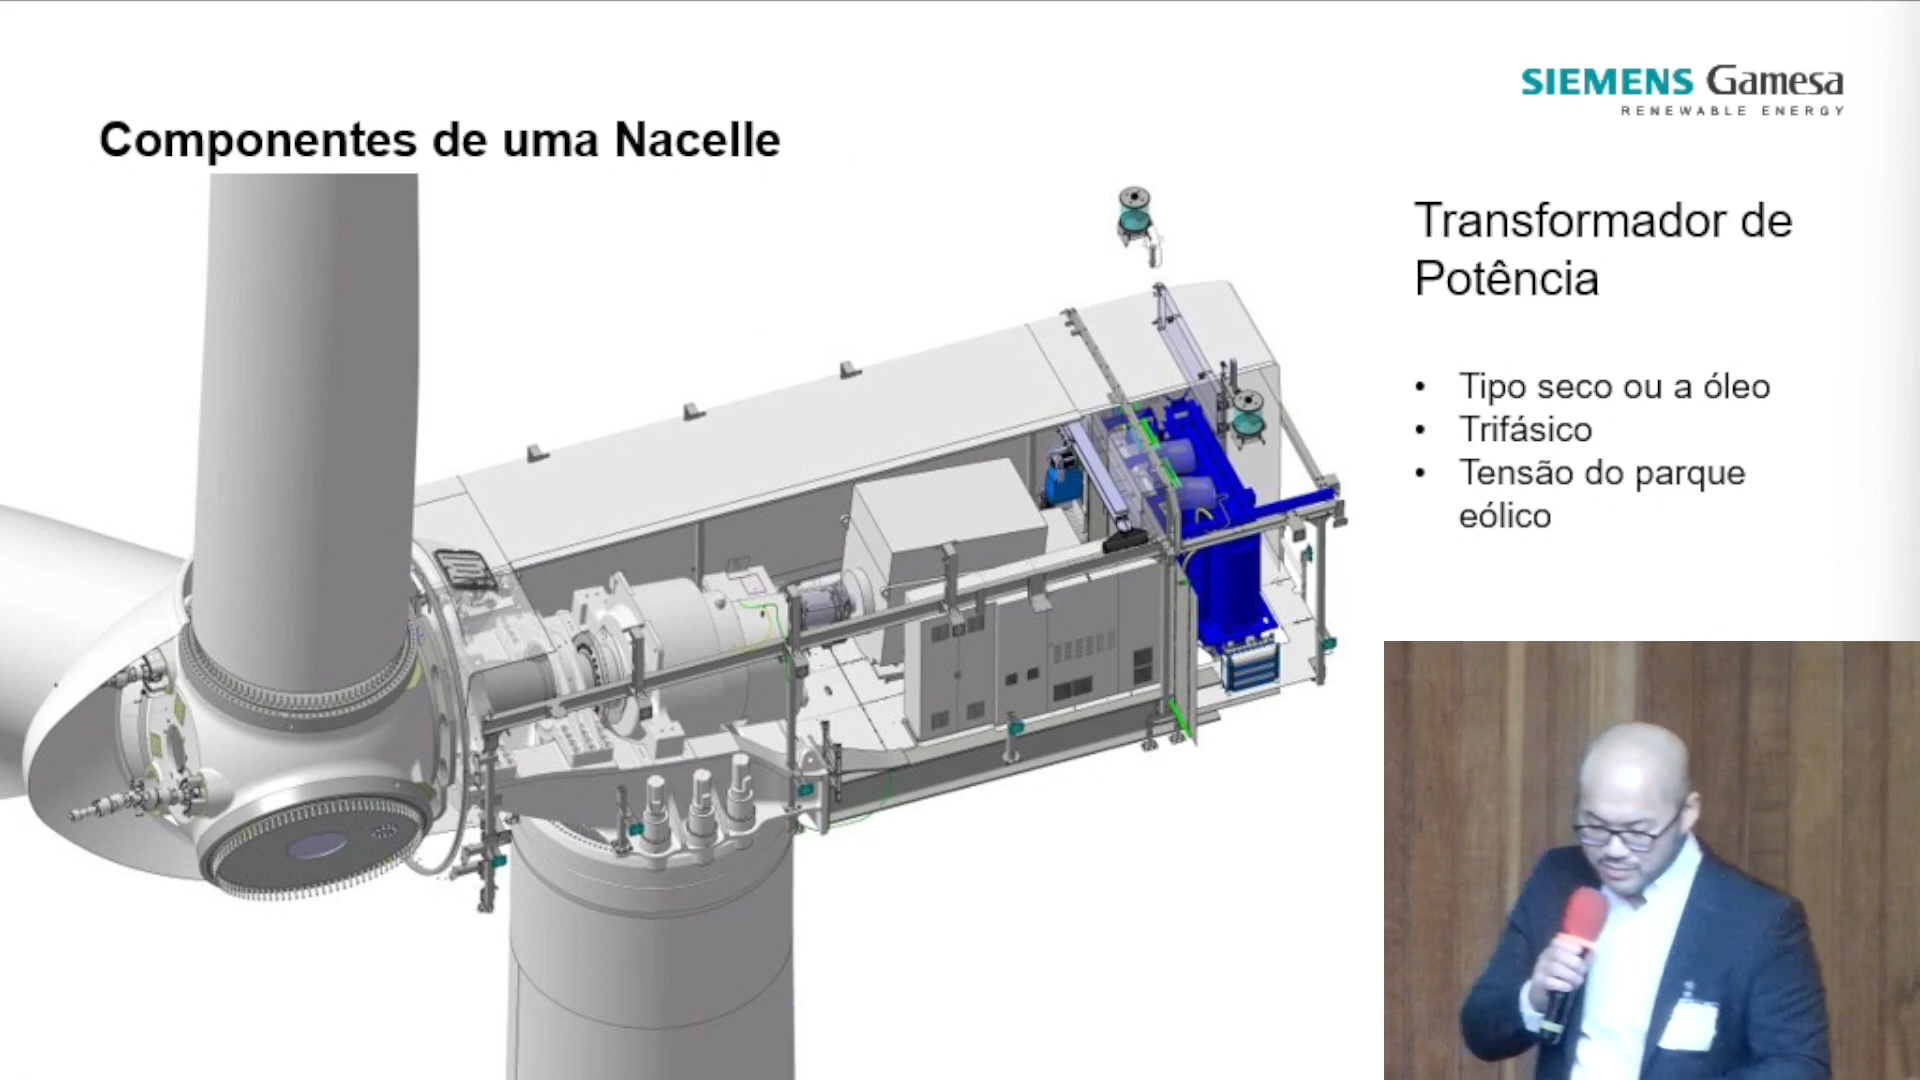 SIEMENS Gamesa
RENEWABLE ENERGY
Componentes de uma Nacelle
Transformador de
Potência
• Tipo seco ou a óleo
• Trifásico
• Tensão do parque
eólico